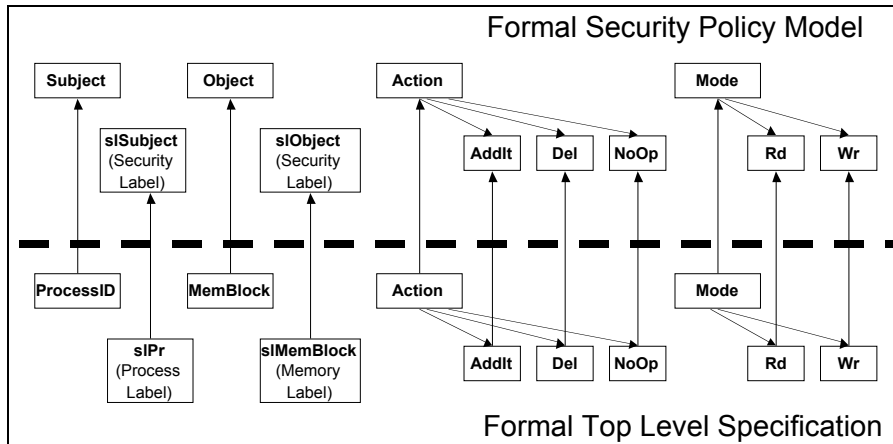 Formal Security Policy Model
Subject
Object
Action
Mode
slSubject
(Security
Label)
slObject
(Security
Label)
AddIt
Del
NoOp
Rd
Wr
ProcessID
MemBlock
Action
Mode
slPr
(Process
Label)
slMemBlock
(Memory
Label)
AddIt
Del
NoOp
Rd
Wr
Formal Top Level Specification